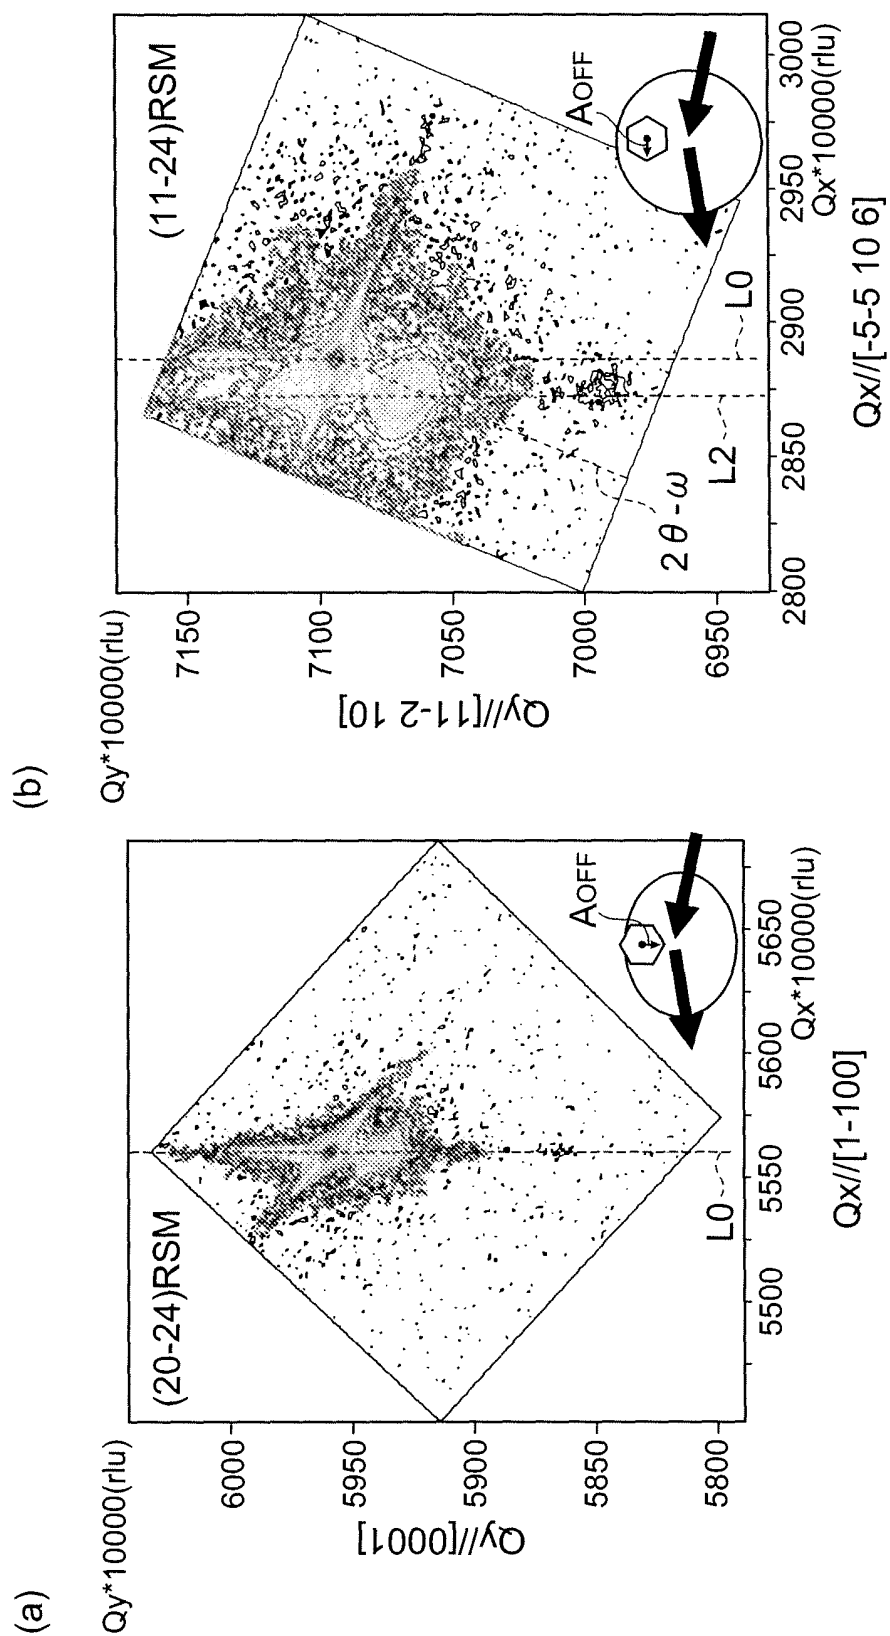 (a)
Qy*10000(rlu)
(20-24)RSM
6000
5950
5900
5850
5800
Qy//[0001]
AOFF
L0
5500
5550
5600
5650
Qx*10000(rlu)
Qx//[1-100]
(b)
Qy*10000(rlu)
(11-24)RSM
7150
7100
7050
7000
6950
Qy//[11-2 10]
AOFF
2θ-ω
L2
L0
2800
2850
2900
2950
3000
Qx*10000(rlu)
Qx//[-5-5 10 6]